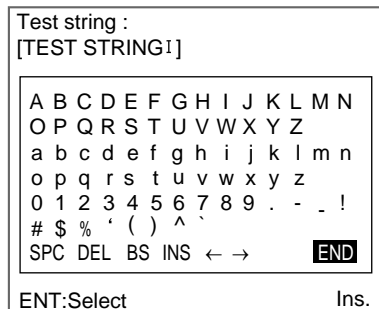 Test string :
[TEST STRINGI]
A B C D E F G H I J K L M N
O P Q R S T U V W X Y Z
a b c d e f g h i j k l m n
o p q r s t u v w x y z
0 1 2 3 4 5 6 7 8 9 . - _ !
# $ % ‘ ( ) ^ `
SPC DEL BS INS ← → END
ENT:Select Ins.